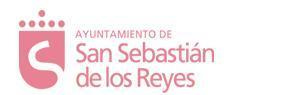 AYUNTAMIENTO DE
San Sebastián
de los Reyes